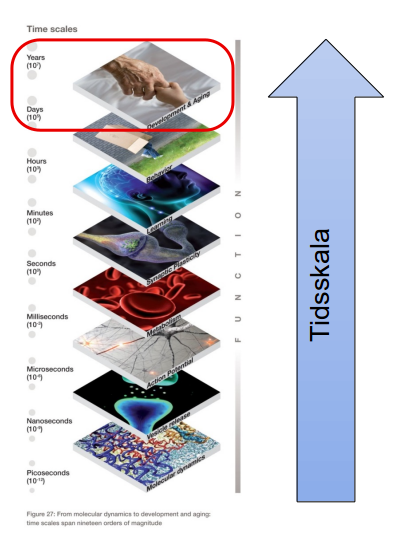 Time scales
Years
(10⁷)
Development & Aging
Days
(10⁵)
Behavior
Hours
(10³)
Learning
Minutes
(10²)
Synaptic Plasticity
Seconds
(10⁰)
Metabolism
Milliseconds
(10⁻³)
Action Potential
Microseconds
(10⁻⁶)
Vesicle release
Nanoseconds
(10⁻⁹)
Molecular dynamics
Picoseconds
(10⁻¹²)
FUNCTION
Tidsskala
Figure 27: From molecular dynamics to development and aging:
time scales span nineteen orders of magnitude